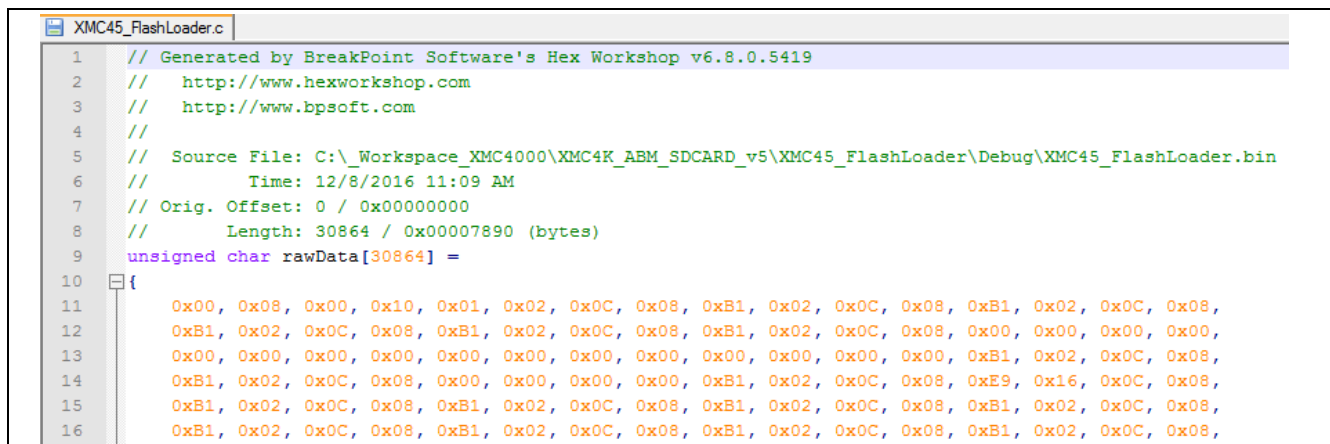 XMC45_FlashLoader.c
1 // Generated by BreakPoint Software's Hex Workshop v6.8.0.5419
2 //   http://www.hexworkshop.com
3 //   http://www.bpsoft.com
4 //
5 //  Source File: C:\_Workspace_XMC4000\XMC4K_ABM_SDCARD_v5\XMC45_FlashLoader\Debug\XMC45_FlashLoader.bin
6 //         Time: 12/8/2016 11:09 AM
7 // Orig. Offset: 0 / 0x00000000
8 //       Length: 30864 / 0x00007890 (bytes)
9 unsigned char rawData[30864] =
10 {
11     0x00, 0x08, 0x00, 0x10, 0x01, 0x02, 0x0C, 0x08, 0xB1, 0x02, 0x0C, 0x08, 0xB1, 0x02, 0x0C, 0x08,
12     0xB1, 0x02, 0x0C, 0x08, 0xB1, 0x02, 0x0C, 0x08, 0xB1, 0x02, 0x0C, 0x08, 0x00, 0x00, 0x00, 0x00,
13     0x00, 0x00, 0x00, 0x00, 0x00, 0x00, 0x00, 0x00, 0x00, 0x00, 0x00, 0x00, 0xB1, 0x02, 0x0C, 0x08,
14     0xB1, 0x02, 0x0C, 0x08, 0x00, 0x00, 0x00, 0x00, 0xB1, 0x02, 0x0C, 0x08, 0xE9, 0x16, 0x0C, 0x08,
15     0xB1, 0x02, 0x0C, 0x08, 0xB1, 0x02, 0x0C, 0x08, 0xB1, 0x02, 0x0C, 0x08, 0xB1, 0x02, 0x0C, 0x08,
16     0xB1, 0x02, 0x0C, 0x08, 0xB1, 0x02, 0x0C, 0x08, 0xB1, 0x02, 0x0C, 0x08, 0xB1, 0x02, 0x0C, 0x08,